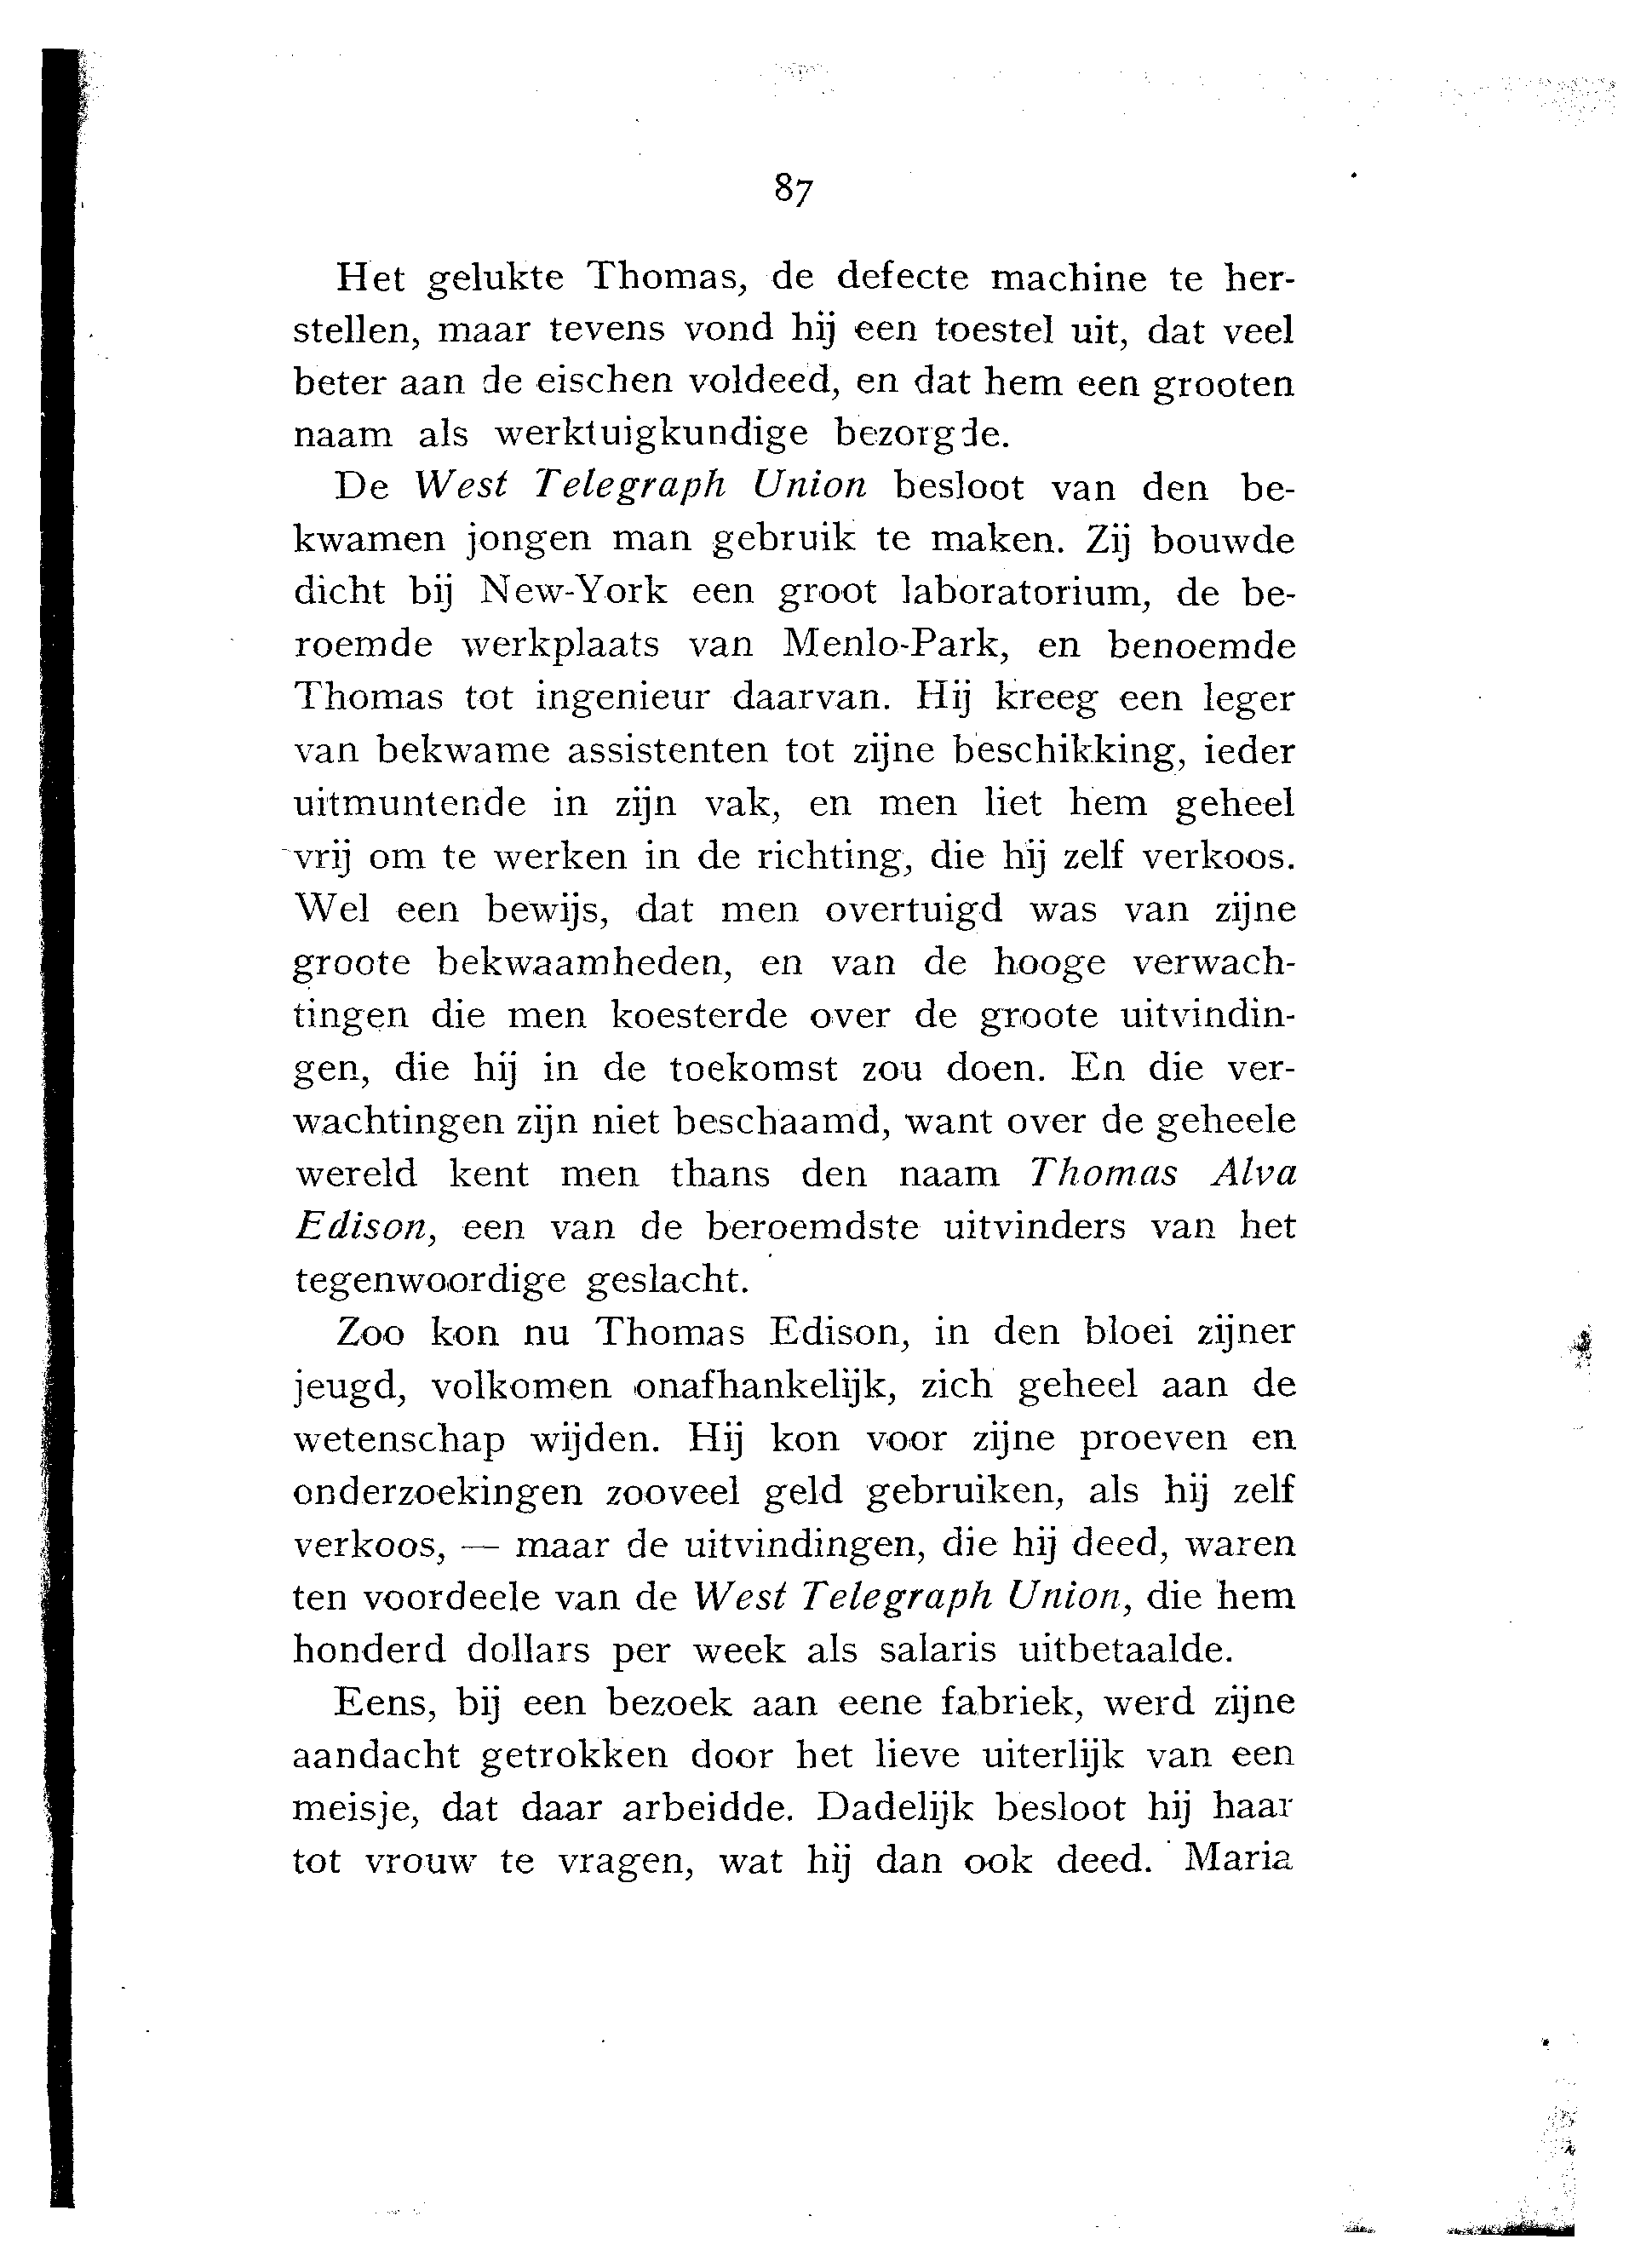 87
Het gelukte Thomas, de defecte machine te her-
stellen, maar tevens vond hij een toestel uit, dat veel
beter aan de eischen voldeed, en dat hem een grooten
naam als werktuigkundige bezorgde.
De West Telegraph Union besloot van den be-
kwamen jongen man gebruik te maken. Zij bouwde
dicht bij New-York een groot laboratorium, de be-
roemde werkplaats van Menlo-Park, en benoemde
Thomas tot ingenieur daarvan. Hij kreeg een leger
van bekwame assistenten tot zijne beschikking, ieder
uitmuntende in zijn vak, en men liet hem geheel
vrij om te werken in de richting, die hij zelf verkoos.
Wel een bewijs, dat men overtuigd was van zijne
groote bekwaamheden, en van de hooge verwach-
tingen die men koesterde over de groote uitvindin-
gen, die hij in de toekomst zou doen. En die ver-
wachtingen zijn niet beschaamd, want over de geheele
wereld kent men thans den naam Thomas Alva
Edison, een van de beroemdste uitvinders van het
tegenwoordige geslacht.
Zoo kon nu Thomas Edison, in den bloei zijner
jeugd, volkomen onafhankelijk, zich geheel aan de
wetenschap wijden. Hij kon voor zijne proeven en
onderzoekingen zooveel geld gebruiken, als hij zelf
verkoos, — maar de uitvindingen, die hij deed, waren
ten voordeele van de West Telegraph Union, die hem
honderd dollars per week als salaris uitbetaalde.
Eens, bij een bezoek aan eene fabriek, werd zijne
aandacht getrokken door het lieve uiterlijk van een
meisje, dat daar arbeidde. Dadelijk besloot hij haar
tot vrouw te vragen, wat hij dan ook deed. Maria